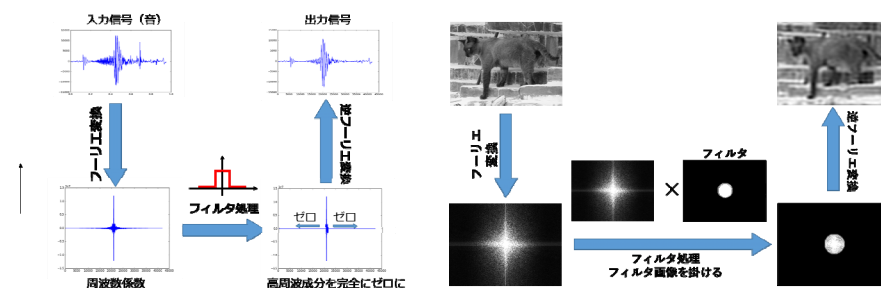 入力信号（音）
出力信号
フーリエ変換
逆フーリエ変換
フィルタ処理
ゼロ
ゼロ
周波数係数
高周波成分を完全にゼロに
フーリエ
変換
×
フィルタ
フィルタ処理
フィルタ画像を掛ける
逆フーリエ変換